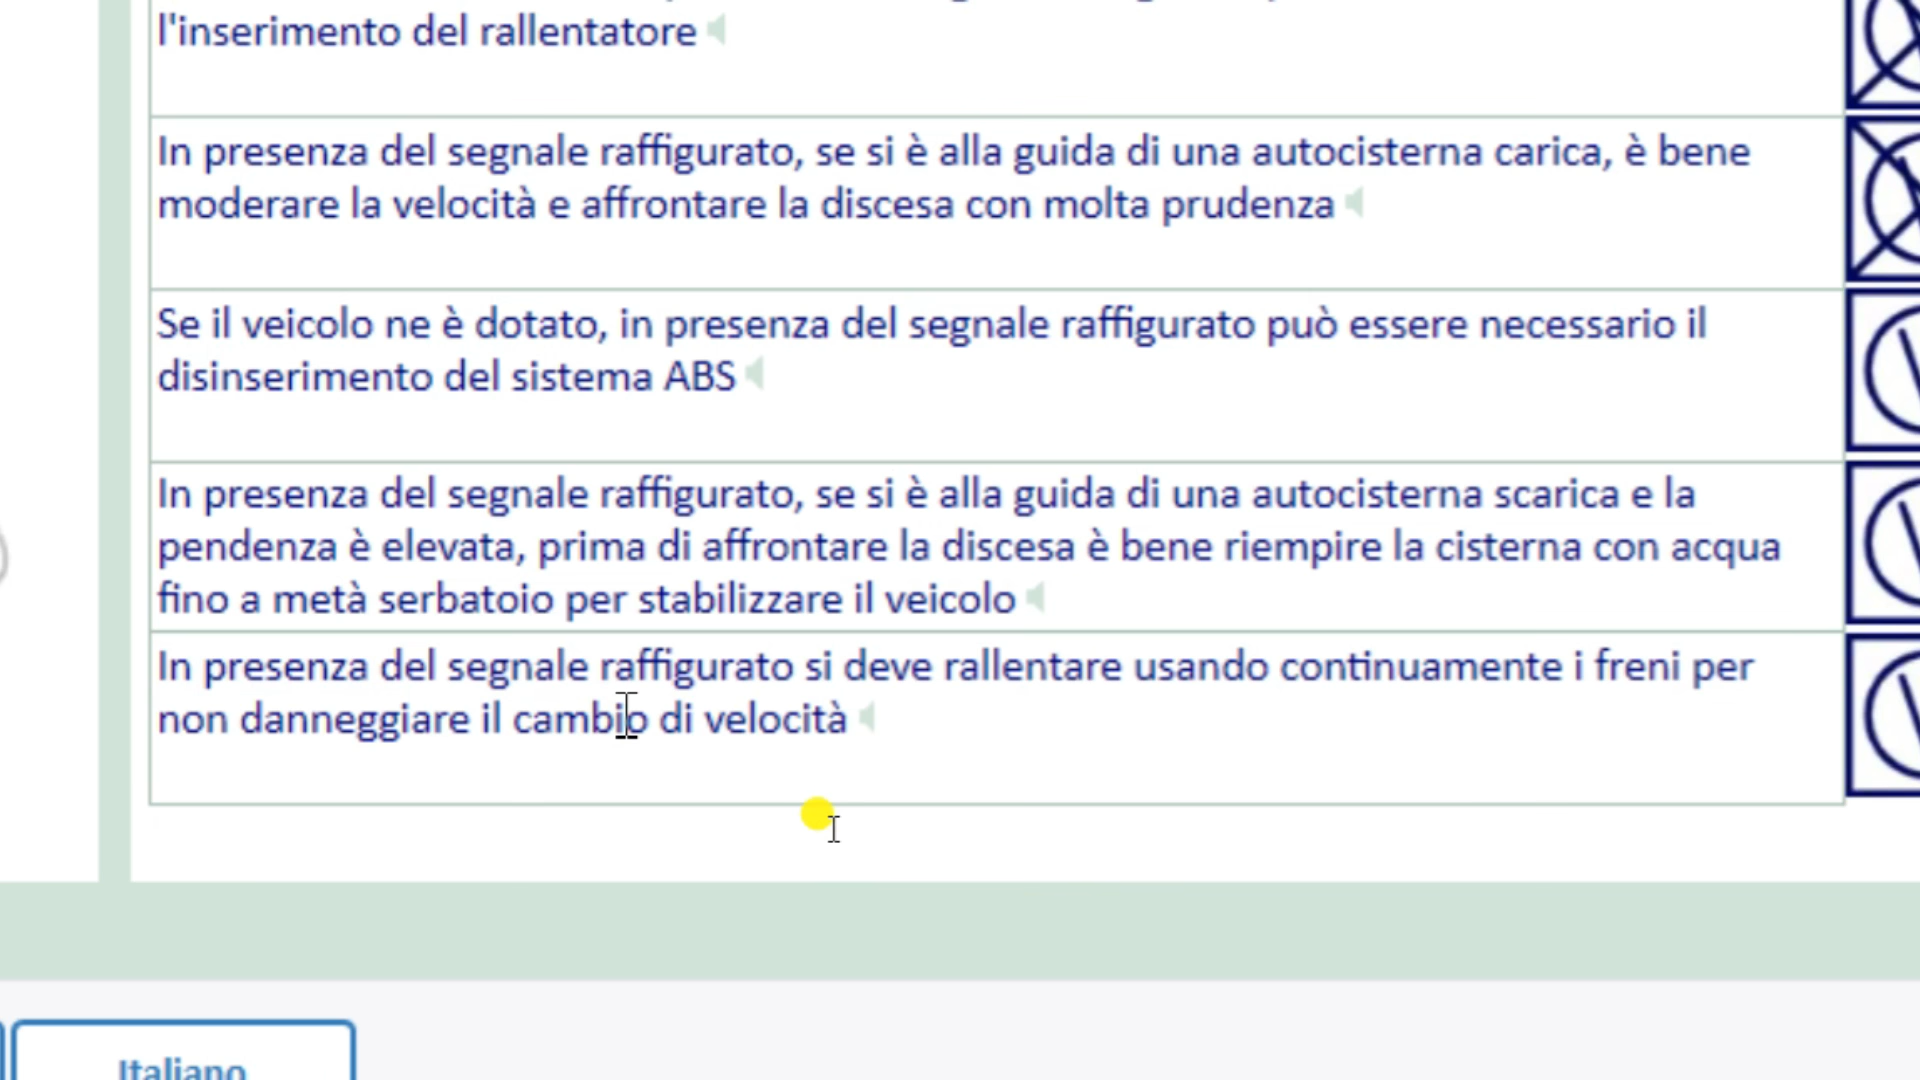 l'inserimento del rallentatore
In presenza del segnale raffigurato, se si è alla guida di una autocisterna carica, è bene
moderare la velocità e affrontare la discesa con molta prudenza
Se il veicolo ne è dotato, in presenza del segnale raffigurato può essere necessario il
disinserimento del sistema ABS
In presenza del segnale raffigurato, se si è alla guida di una autocisterna scarica e la
pendenza è elevata, prima di affrontare la discesa è bene riempire la cisterna con acqua
fino a metà serbatoio per stabilizzare il veicolo
In presenza del segnale raffigurato si deve rallentare usando continuamente i freni per
non danneggiare il cambio di velocità
Italiano